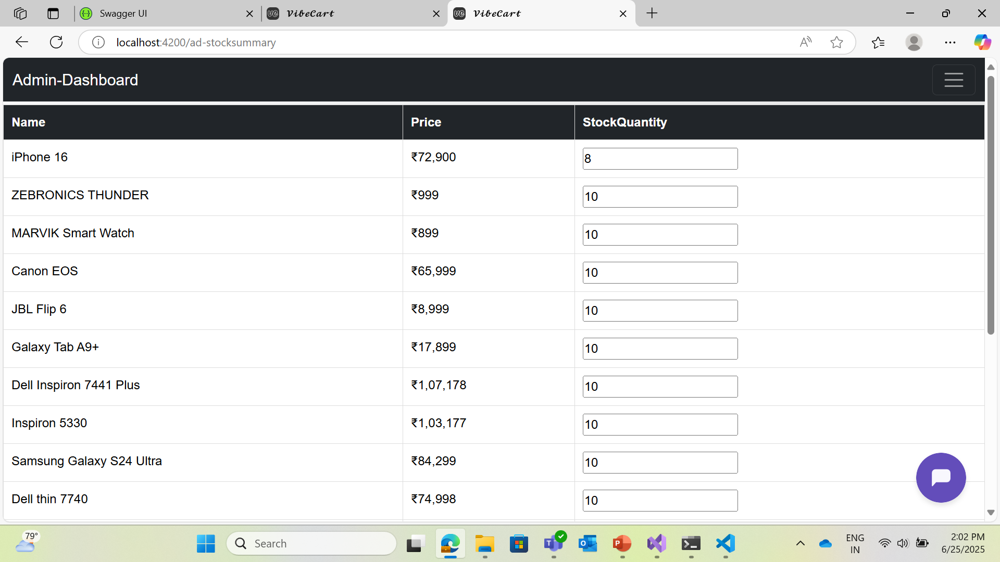 Swagger UI
VibeCart
VibeCart
localhost:4200/ad-stocksummary
Admin-Dashboard
Name Price StockQuantity
iPhone 16 ₹72,900 8
ZEBRONICS THUNDER ₹999 10
MARVIK Smart Watch ₹899 10
Canon EOS ₹65,999 10
JBL Flip 6 ₹8,999 10
Galaxy Tab A9+ ₹17,899 10
Dell Inspiron 7441 Plus ₹1,07,178 10
Inspiron 5330 ₹1,03,177 10
Samsung Galaxy S24 Ultra ₹84,299 10
Dell thin 7740 ₹74,998 10
79°
Search
ENG
IN
2:02 PM
6/25/2025